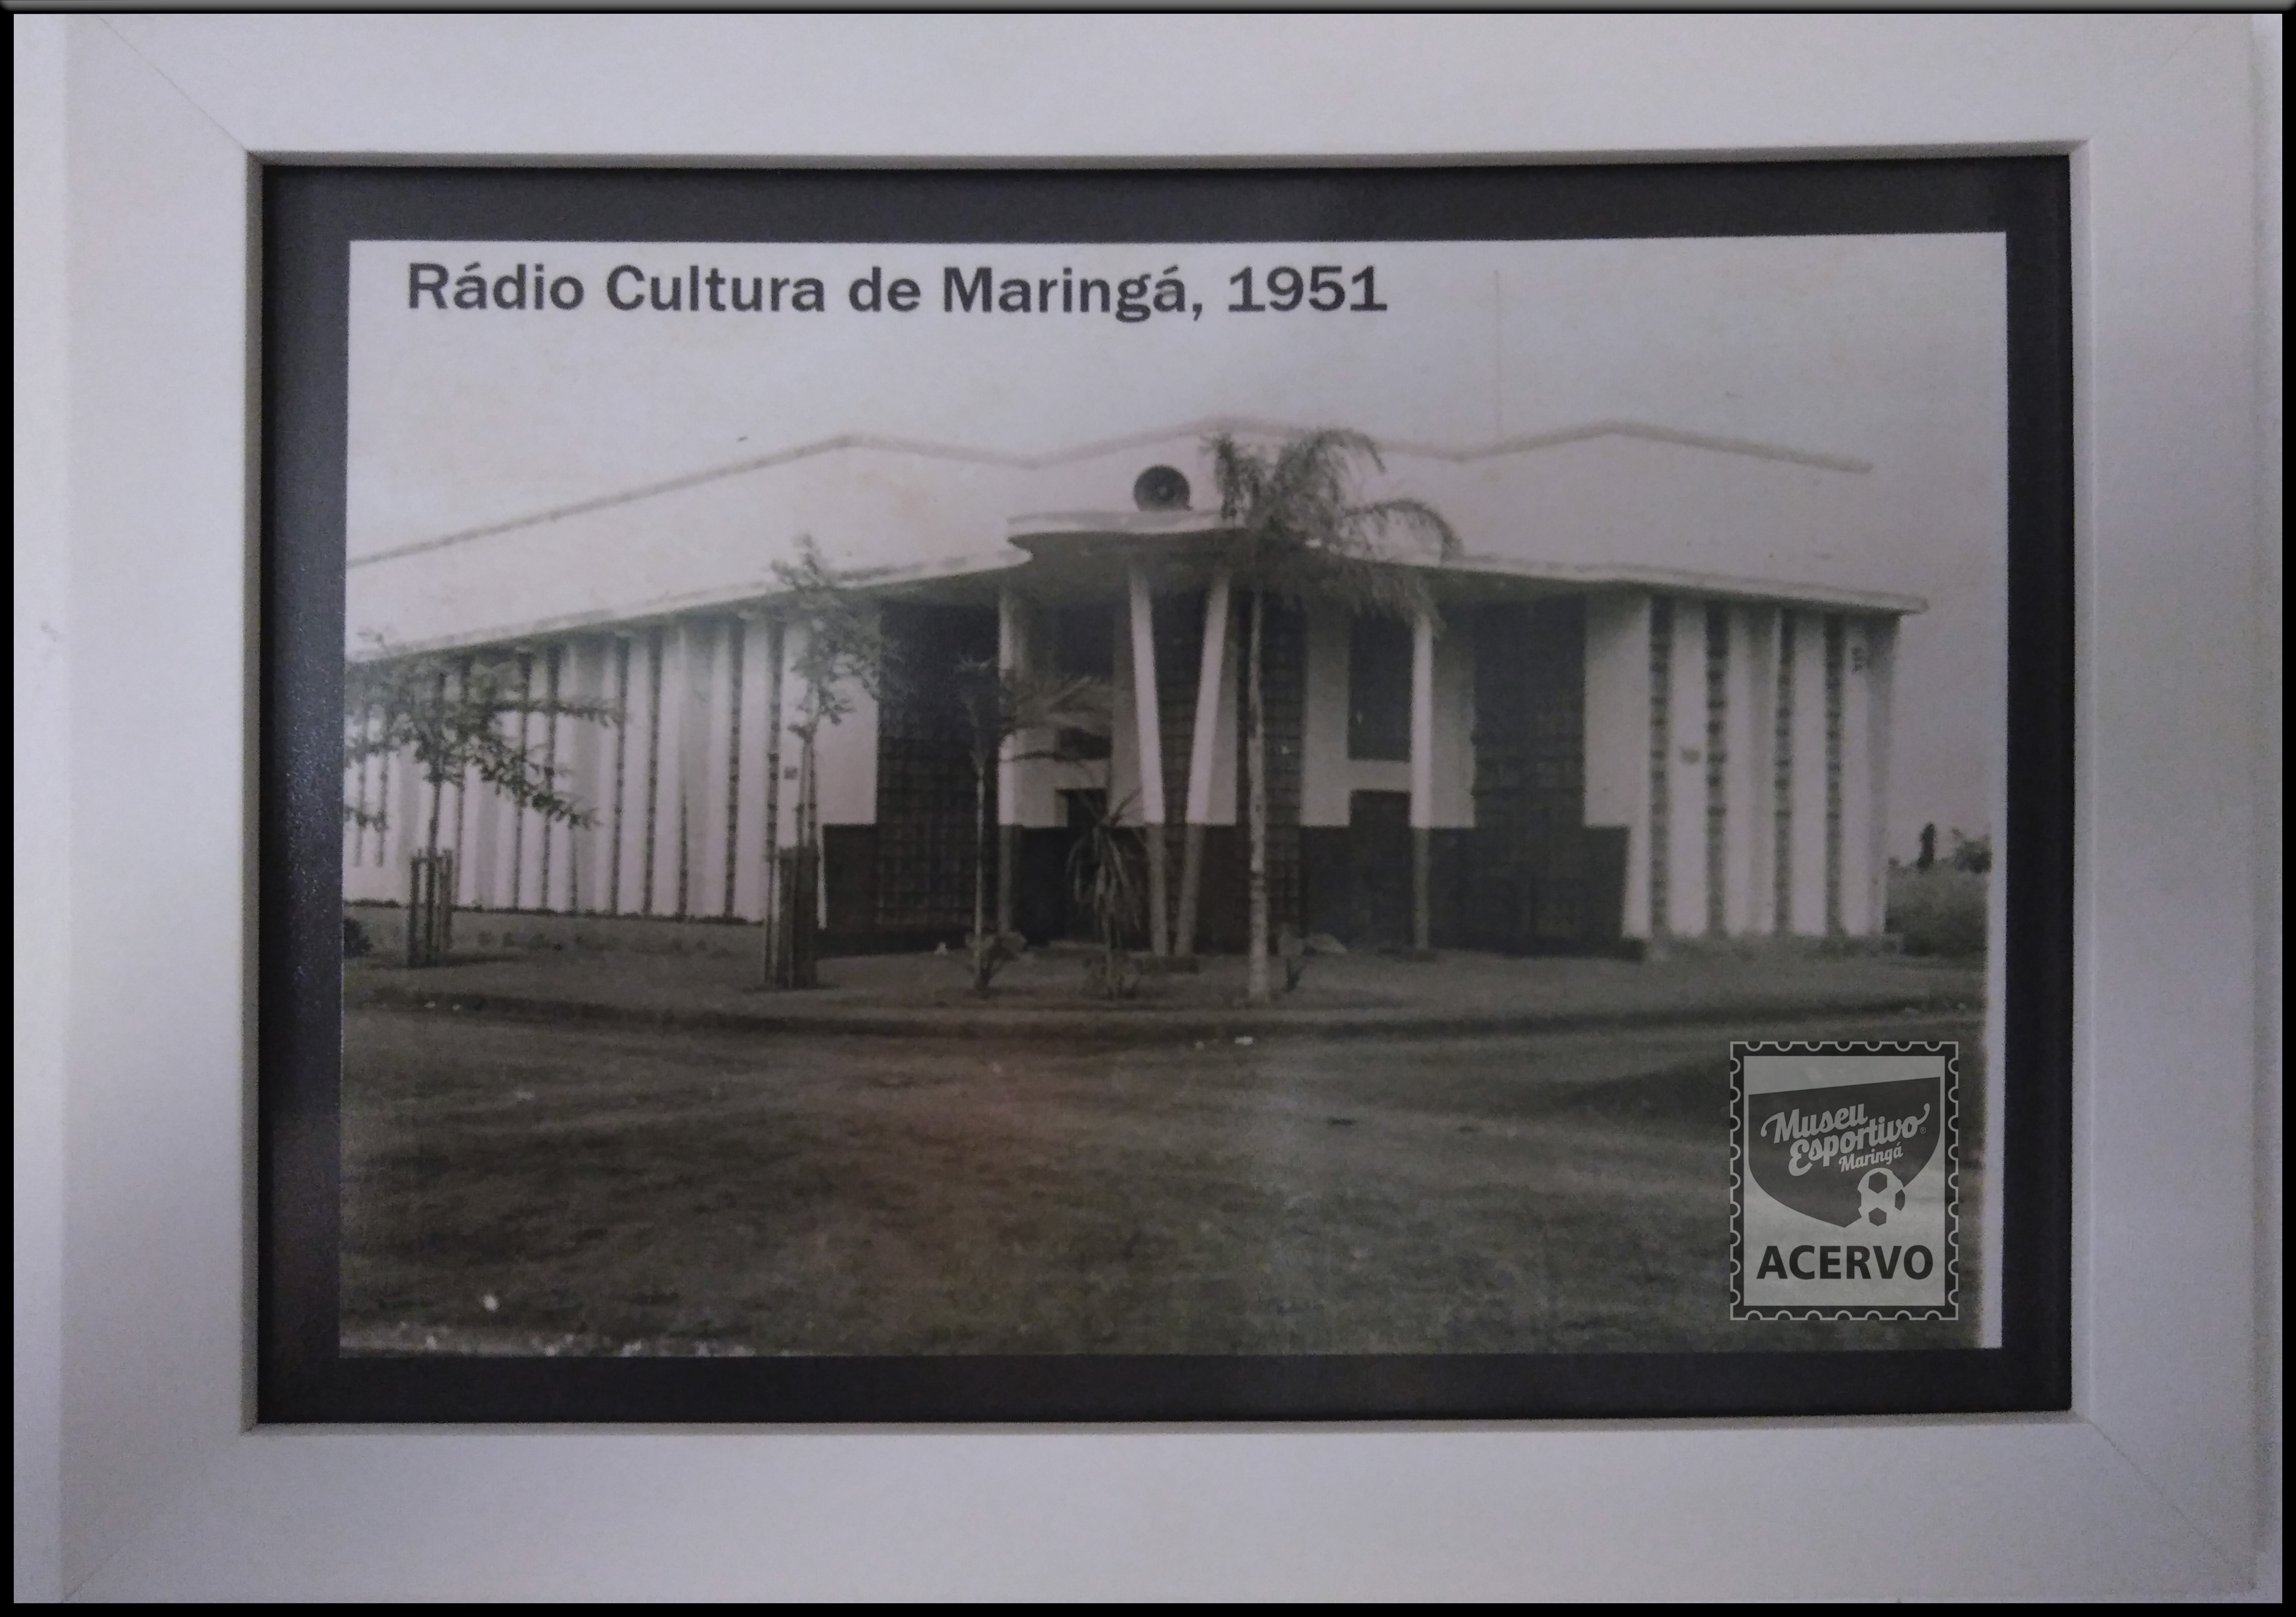 Rádio Cultura de Maringá, 1951
Museu
Esportivo
Maringá
ACERVO